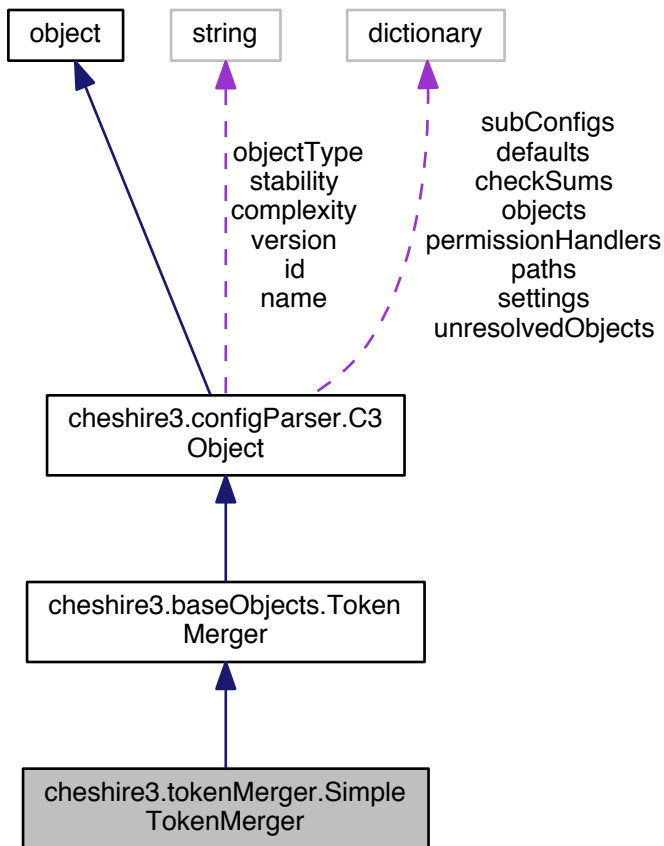 object
string
dictionary
objectType
stability
complexity
version
id
name
subConfigs
defaults
checkSums
objects
permissionHandlers
paths
settings
unresolvedObjects
cheshire3.configParser.C3
Object
cheshire3.baseObjects.Token
Merger
cheshire3.tokenMerger.Simple
TokenMerger